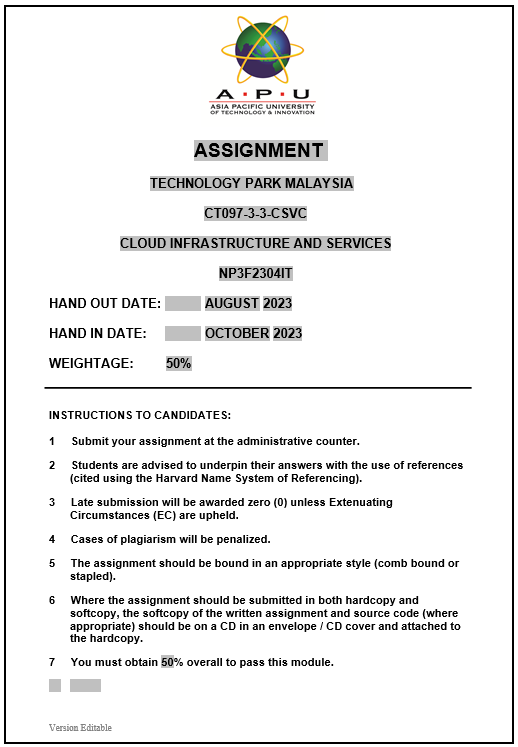 A · P · U
ASIA PACIFIC UNIVERSITY
OF TECHNOLOGY & INNOVATION
ASSIGNMENT
TECHNOLOGY PARK MALAYSIA
CT097-3-3-CSVC
CLOUD INFRASTRUCTURE AND SERVICES
NP3F2304IT
HAND OUT DATE: AUGUST 2023
HAND IN DATE: OCTOBER 2023
WEIGHTAGE: 50%
INSTRUCTIONS TO CANDIDATES:
1 Submit your assignment at the administrative counter.
2 Students are advised to underpin their answers with the use of references
(cited using the Harvard Name System of Referencing).
3 Late submission will be awarded zero (0) unless Extenuating
Circumstances (EC) are upheld.
4 Cases of plagiarism will be penalized.
5 The assignment should be bound in an appropriate style (comb bound or
stapled).
6 Where the assignment should be submitted in both hardcopy and
softcopy, the softcopy of the written assignment and source code (where
appropriate) should be on a CD in an envelope / CD cover and attached to
the hardcopy.
7 You must obtain 50% overall to pass this module.
Version Editable